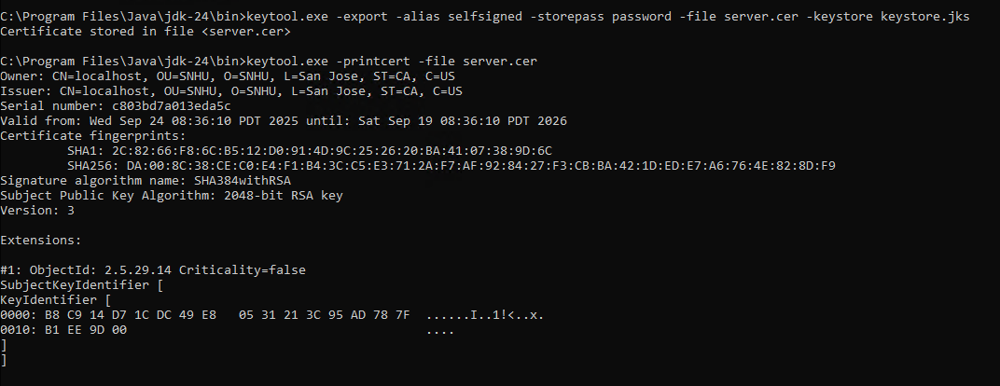 C:\Program Files\Java\jdk-24\bin>keytool.exe -export -alias selfsigned -storepass password -file server.cer -keystore keystore.jks
Certificate stored in file <server.cer>
C:\Program Files\Java\jdk-24\bin>keytool.exe -printcert -file server.cer
Owner: CN=localhost, OU=SNHU, O=SNHU, L=San Jose, ST=CA, C=US
Issuer: CN=localhost, OU=SNHU, O=SNHU, L=San Jose, ST=CA, C=US
Serial number: c803bd7a013eda5c
Valid from: Wed Sep 24 08:36:10 PDT 2025 until: Sat Sep 19 08:36:10 PDT 2026
Certificate fingerprints:
SHA1: 2C:82:66:F8:6C:B5:12:D0:91:4D:9C:25:26:20:BA:41:07:38:9D:6C
SHA256: DA:00:8C:38:CE:C0:E4:F1:B4:3C:C5:E3:71:2A:F7:AF:92:84:27:F3:CB:BA:42:1D:ED:E7:A6:76:4E:82:8D:F9
Signature algorithm name: SHA384withRSA
Subject Public Key Algorithm: 2048-bit RSA key
Version: 3
Extensions:
#1: ObjectId: 2.5.29.14 Criticality=false
SubjectKeyIdentifier [
KeyIdentifier [
0000: B8 C9 14 D7 1C DC 49 E8   05 31 21 3C 95 AD 78 7F  ......I..1!<..x.
0010: B1 EE 9D 00                                        ....
]
]